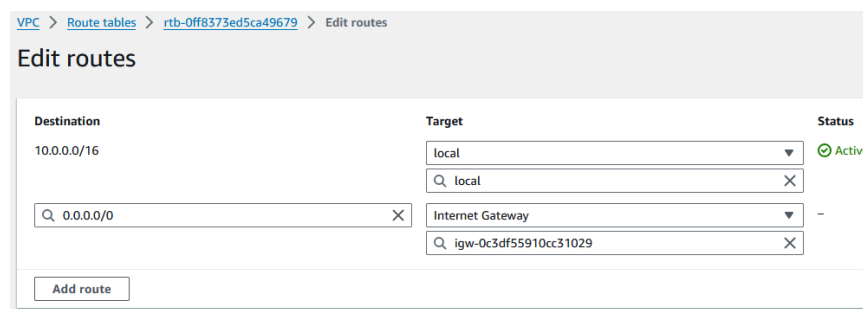 VPC > Route tables > rtb-0ff8373ed5ca49679 > Edit routes
Edit routes
Destination Target Status
10.0.0.0/16 local Activ
local
0.0.0.0/0 Internet Gateway –
igw-0c3df55910cc31029
Add route